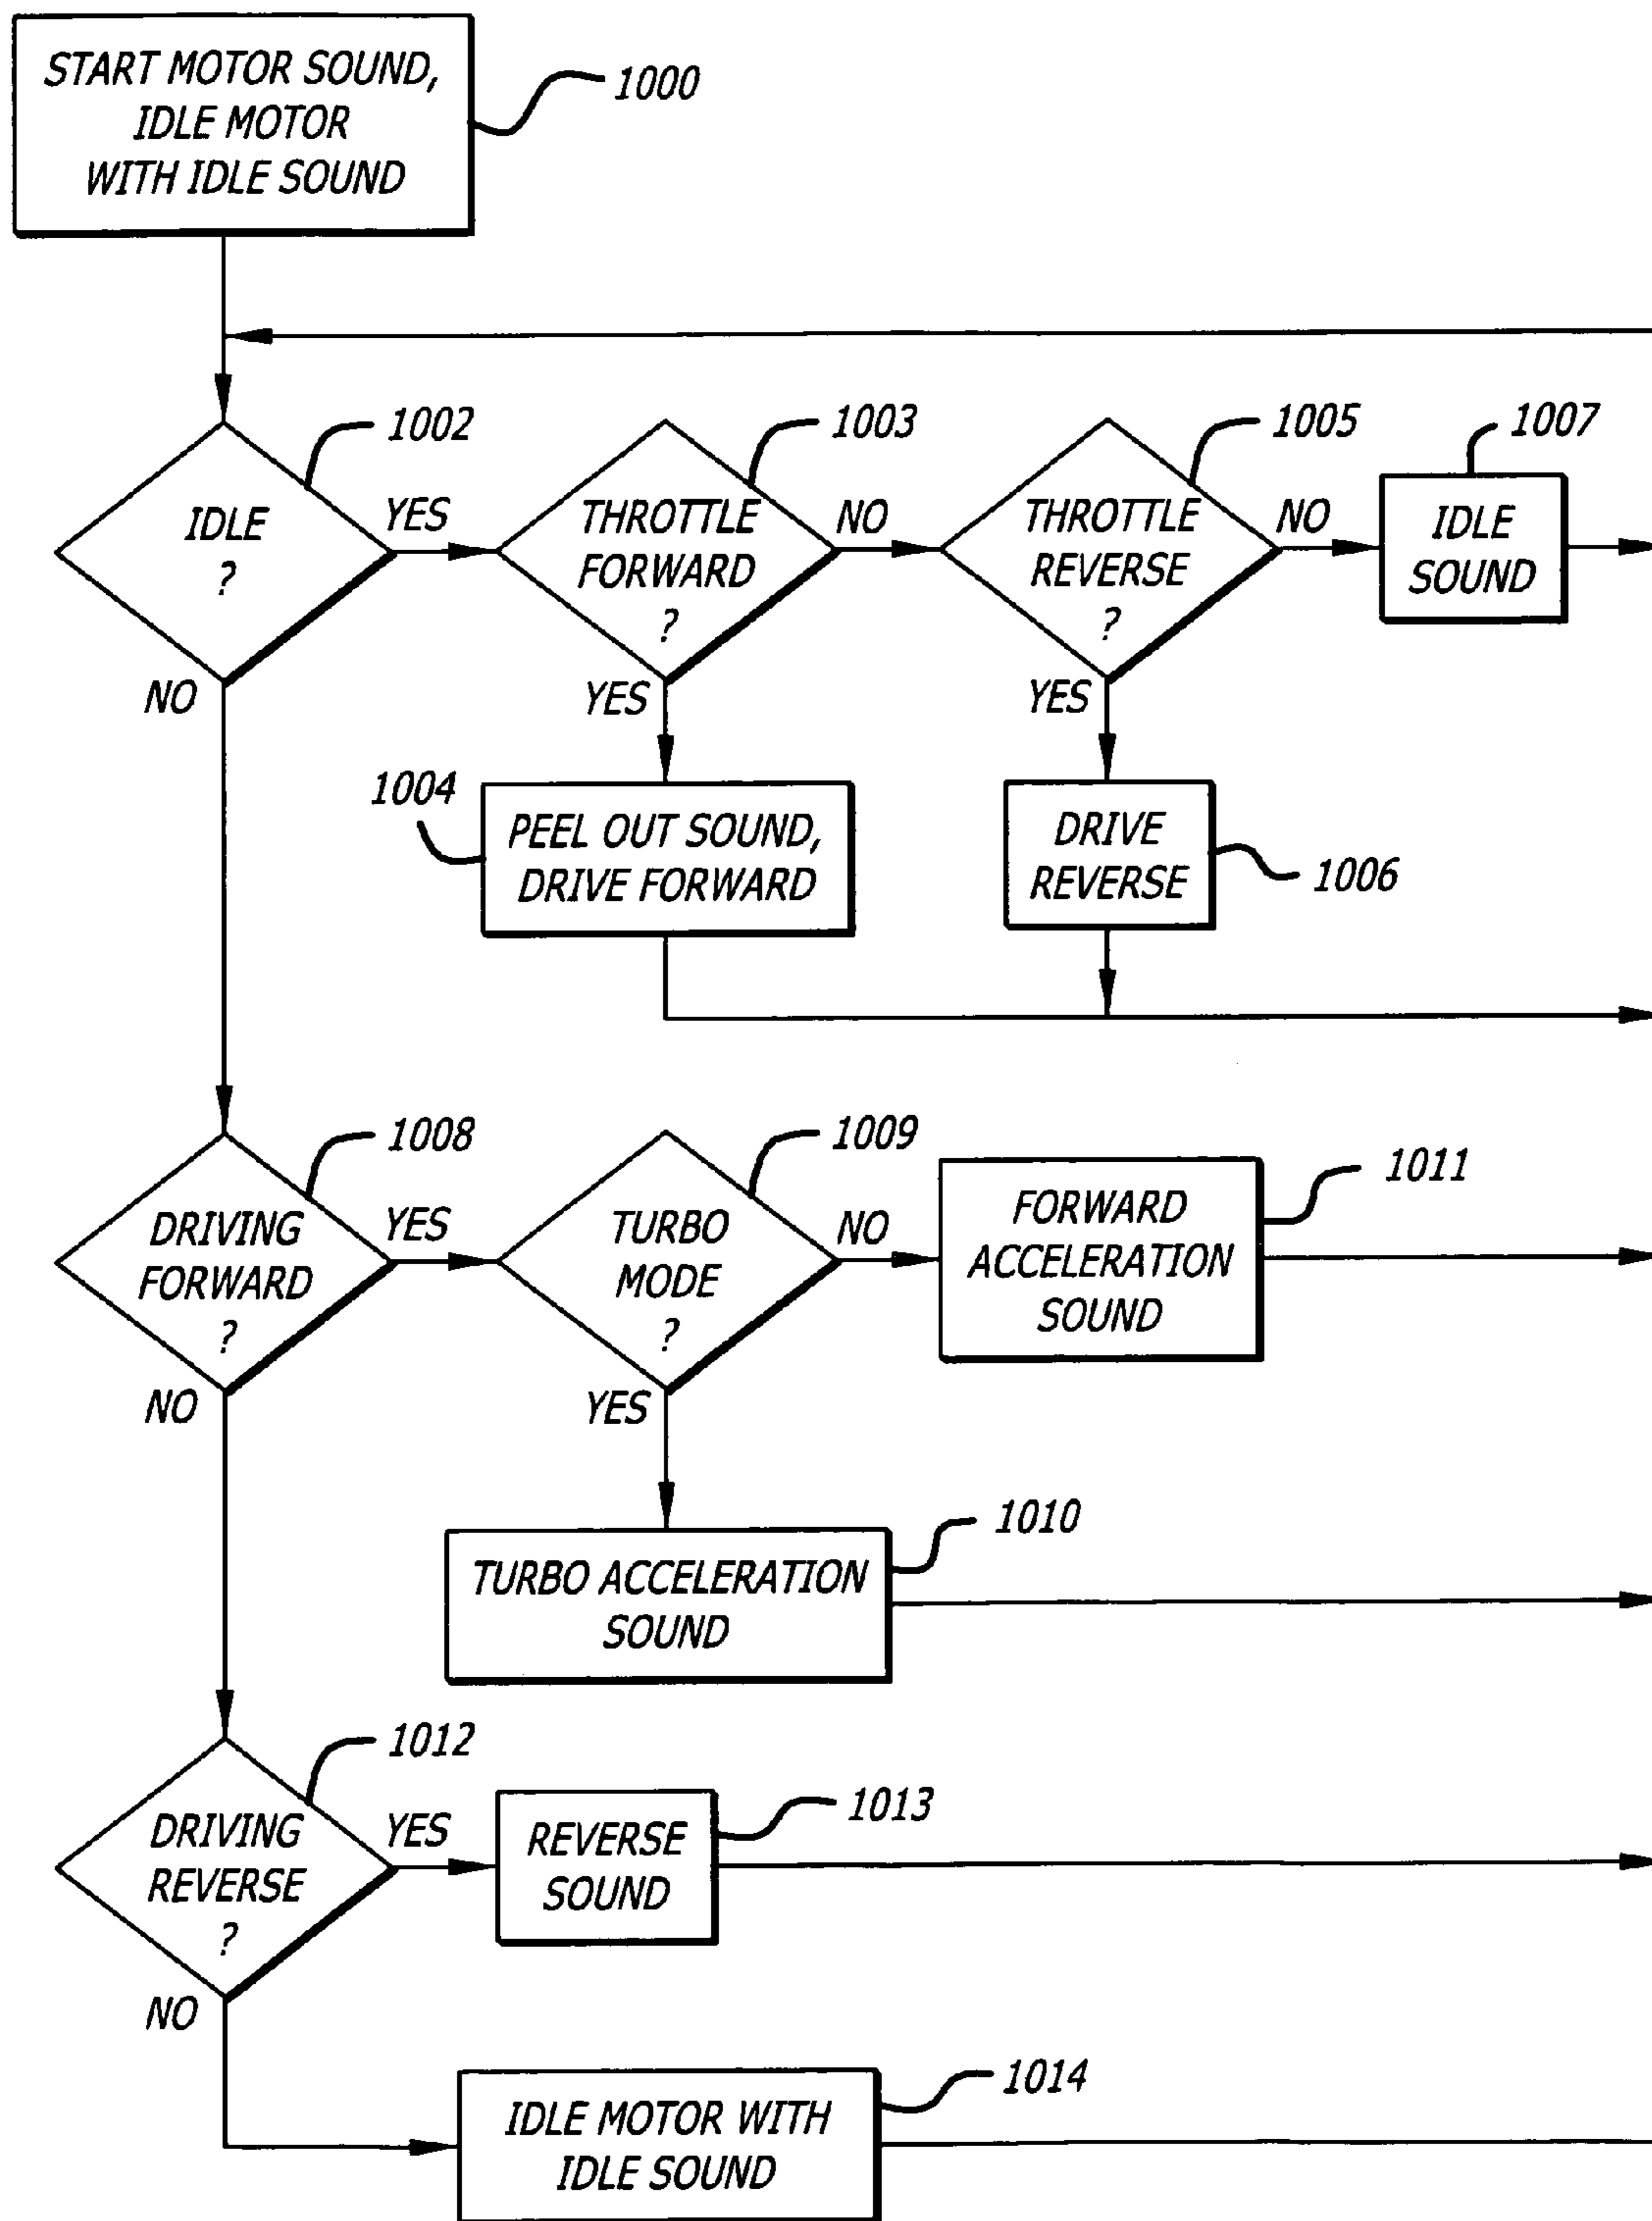 START MOTOR SOUND,
IDLE MOTOR
WITH IDLE SOUND
1000
1002
1003
1005
1007
IDLE
?
YES
NO
THROTTLE
FORWARD
?
NO
YES
THROTTLE
REVERSE
?
NO
YES
IDLE
SOUND
1004
PEEL OUT SOUND,
DRIVE FORWARD
DRIVE
REVERSE
1006
1008
1009
1011
DRIVING
FORWARD
?
YES
NO
TURBO
MODE
?
NO
YES
FORWARD
ACCELERATION
SOUND
1010
TURBO ACCELERATION
SOUND
1012
DRIVING
REVERSE
?
YES
NO
REVERSE
SOUND
1013
IDLE MOTOR WITH
IDLE SOUND
1014